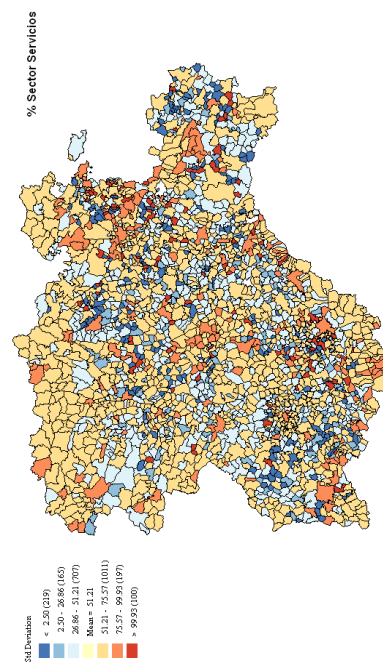 % Sector Servicios
Std Deviation
< 2.50 (219)
2.50 - 26.86 (165)
26.86 - 51.21 (707)
Mean = 51.21
51.21 - 75.57 (1011)
75.57 - 99.93 (197)
> 99.93 (100)